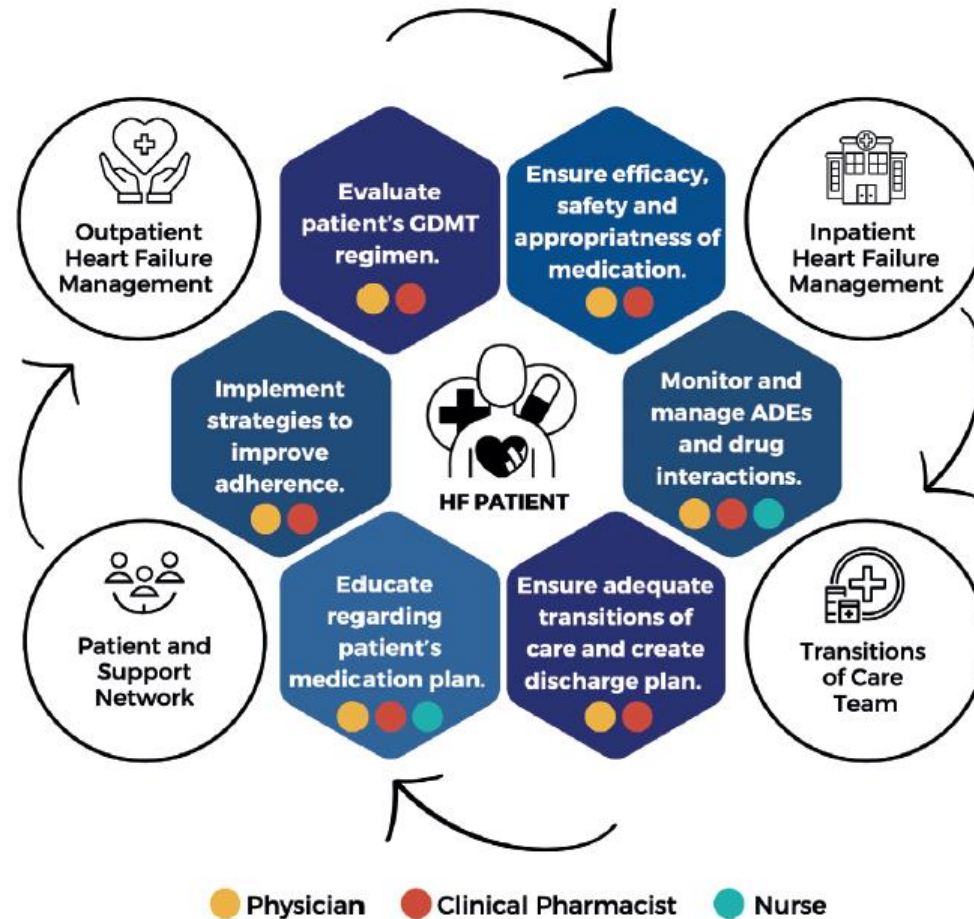 Outpatient
Heart Failure
Management
Evaluate
patient's GDMT
regimen.
Ensure efficacy,
safety and
appropriatness of
medication.
Inpatient
Heart Failure
Management
Implement
strategies to
improve
adherence.
HF PATIENT
Monitor and
manage ADEs
and drug
interactions.
Patient and
Support
Network
Educate
regarding
patient's
medication plan.
Ensure adequate
transitions of
care and create
discharge plan.
Transitions
of Care
Team
Physician
Clinical Pharmacist
Nurse